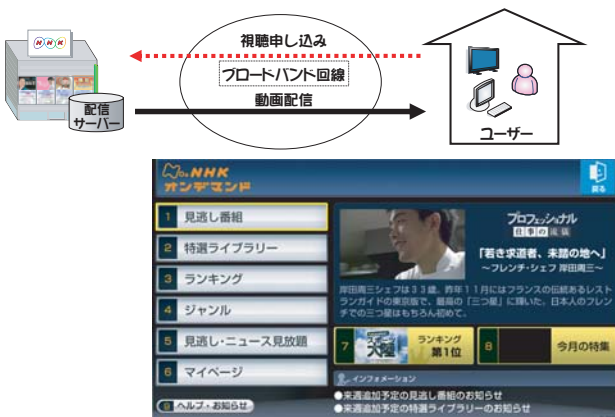 NHK
配信
サーバー
視聴申し込み
ブロードバンド回線
動画配信
ユーザー
No.NHK
オンデマンド
戻る
1 見逃し番組
2 特選ライブラリー
3 ランキング
4 ジャンル
5 見逃し・ニュース見放題
6 マイページ
9 ヘルプ・お知らせ
プロフェッショナル
仕事の流儀
「若き求道者、未踏の地へ」
～フレンチ・シェフ 岸田周三～
岸田周三シェフは33歳。昨年11月にはフランスの伝統あるレスト
ランガイドの東京版で、最高の「三つ星」に輝いた。日本人のフレン
チでの三つ星はもちろん初めて。
7
大陸
ランキング
第1位
8 今月の特集
インフォメーション
●来週追加予定の見逃し番組のお知らせ
●来週追加予定の特選ライブラリーのお知らせ